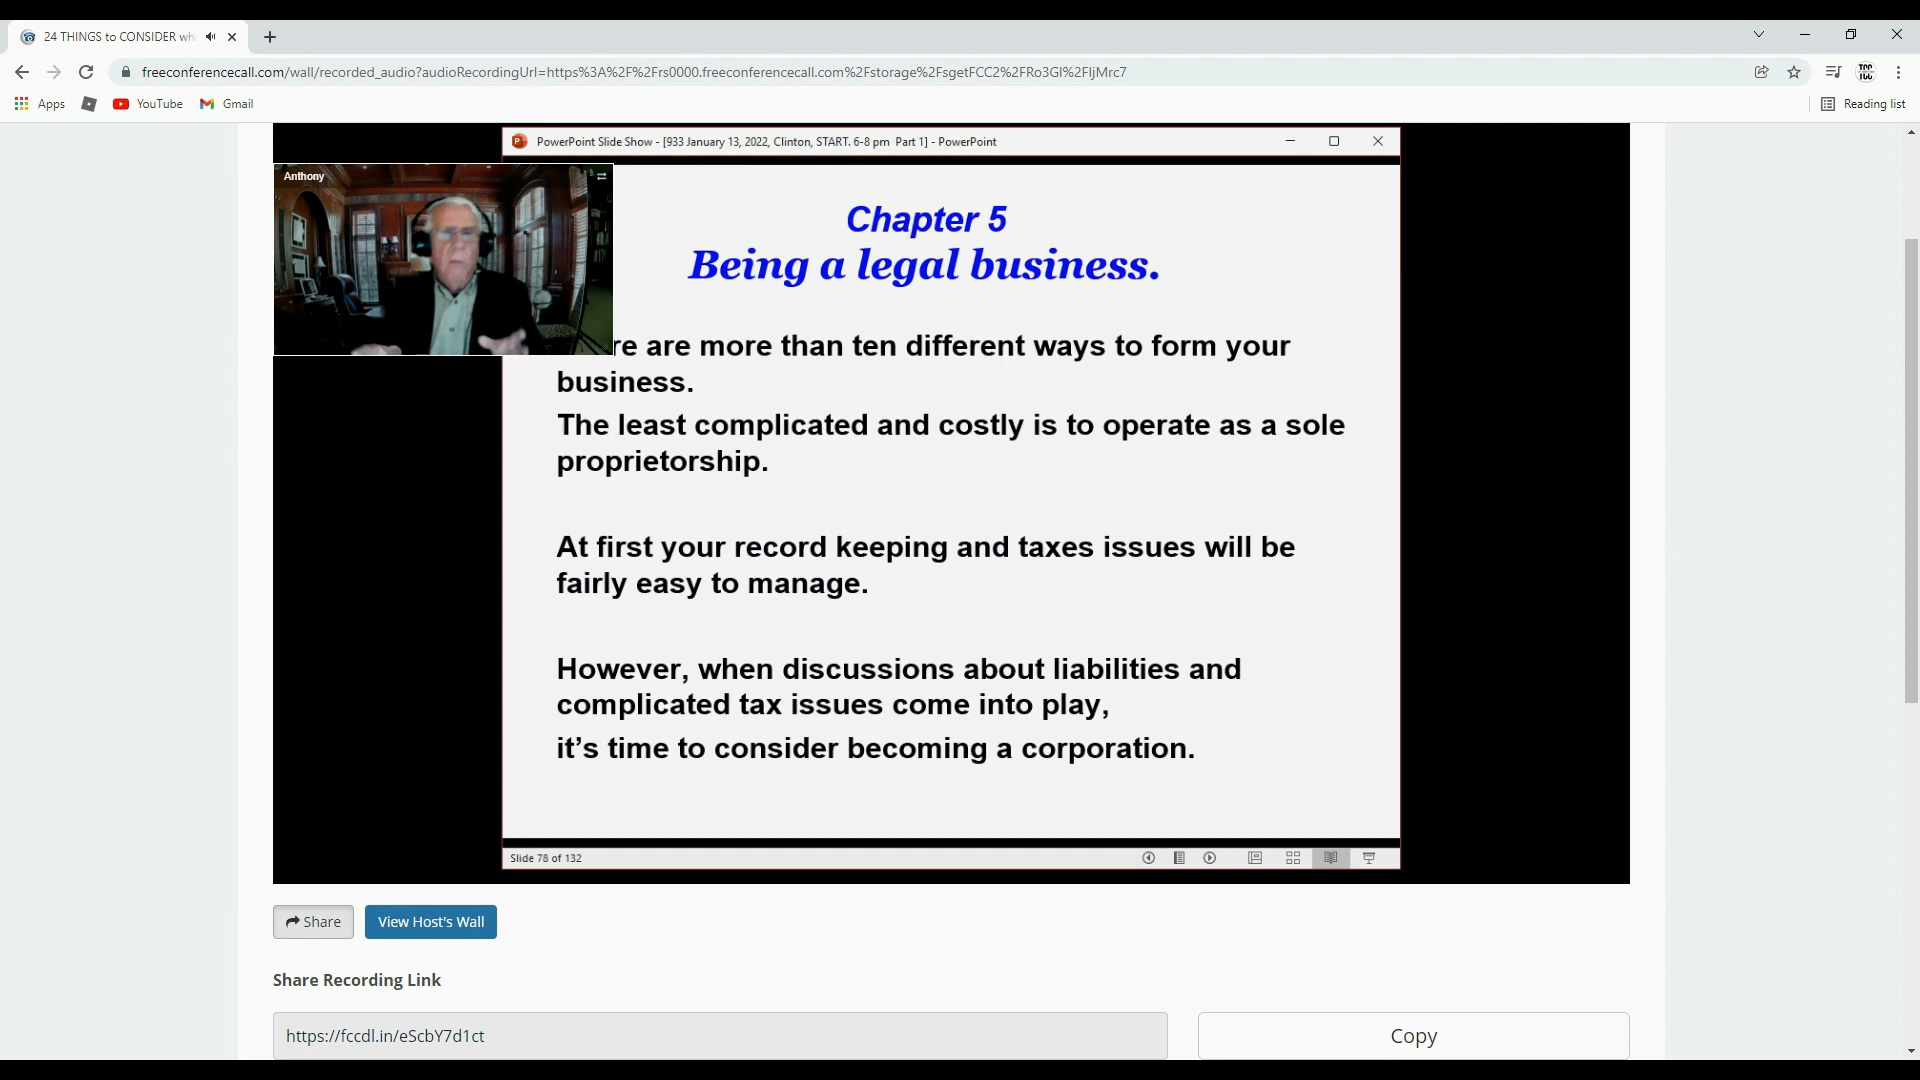 24 THINGS to CONSIDER wh
freeconferencecall.com/wall/recorded_audio?audioRecordingUrl=https%3A%2F%2Frs0000.freeconferencecall.com%2Fstorage%2FsgetFCC2%2FRo3GI%2FIjMrc7
Apps YouTube Gmail Reading list
PowerPoint Slide Show - [933 January 13, 2022, Clinton, START. 6-8 pm Part 1] - PowerPoint
Anthony
Chapter 5
Being a legal business.
re are more than ten different ways to form your
business.
The least complicated and costly is to operate as a sole
proprietorship.
At first your record keeping and taxes issues will be
fairly easy to manage.
However, when discussions about liabilities and
complicated tax issues come into play,
it's time to consider becoming a corporation.
Slide 78 of 132
Share View Host's Wall
Share Recording Link
https://fccdl.in/eScbY7d1ct Copy